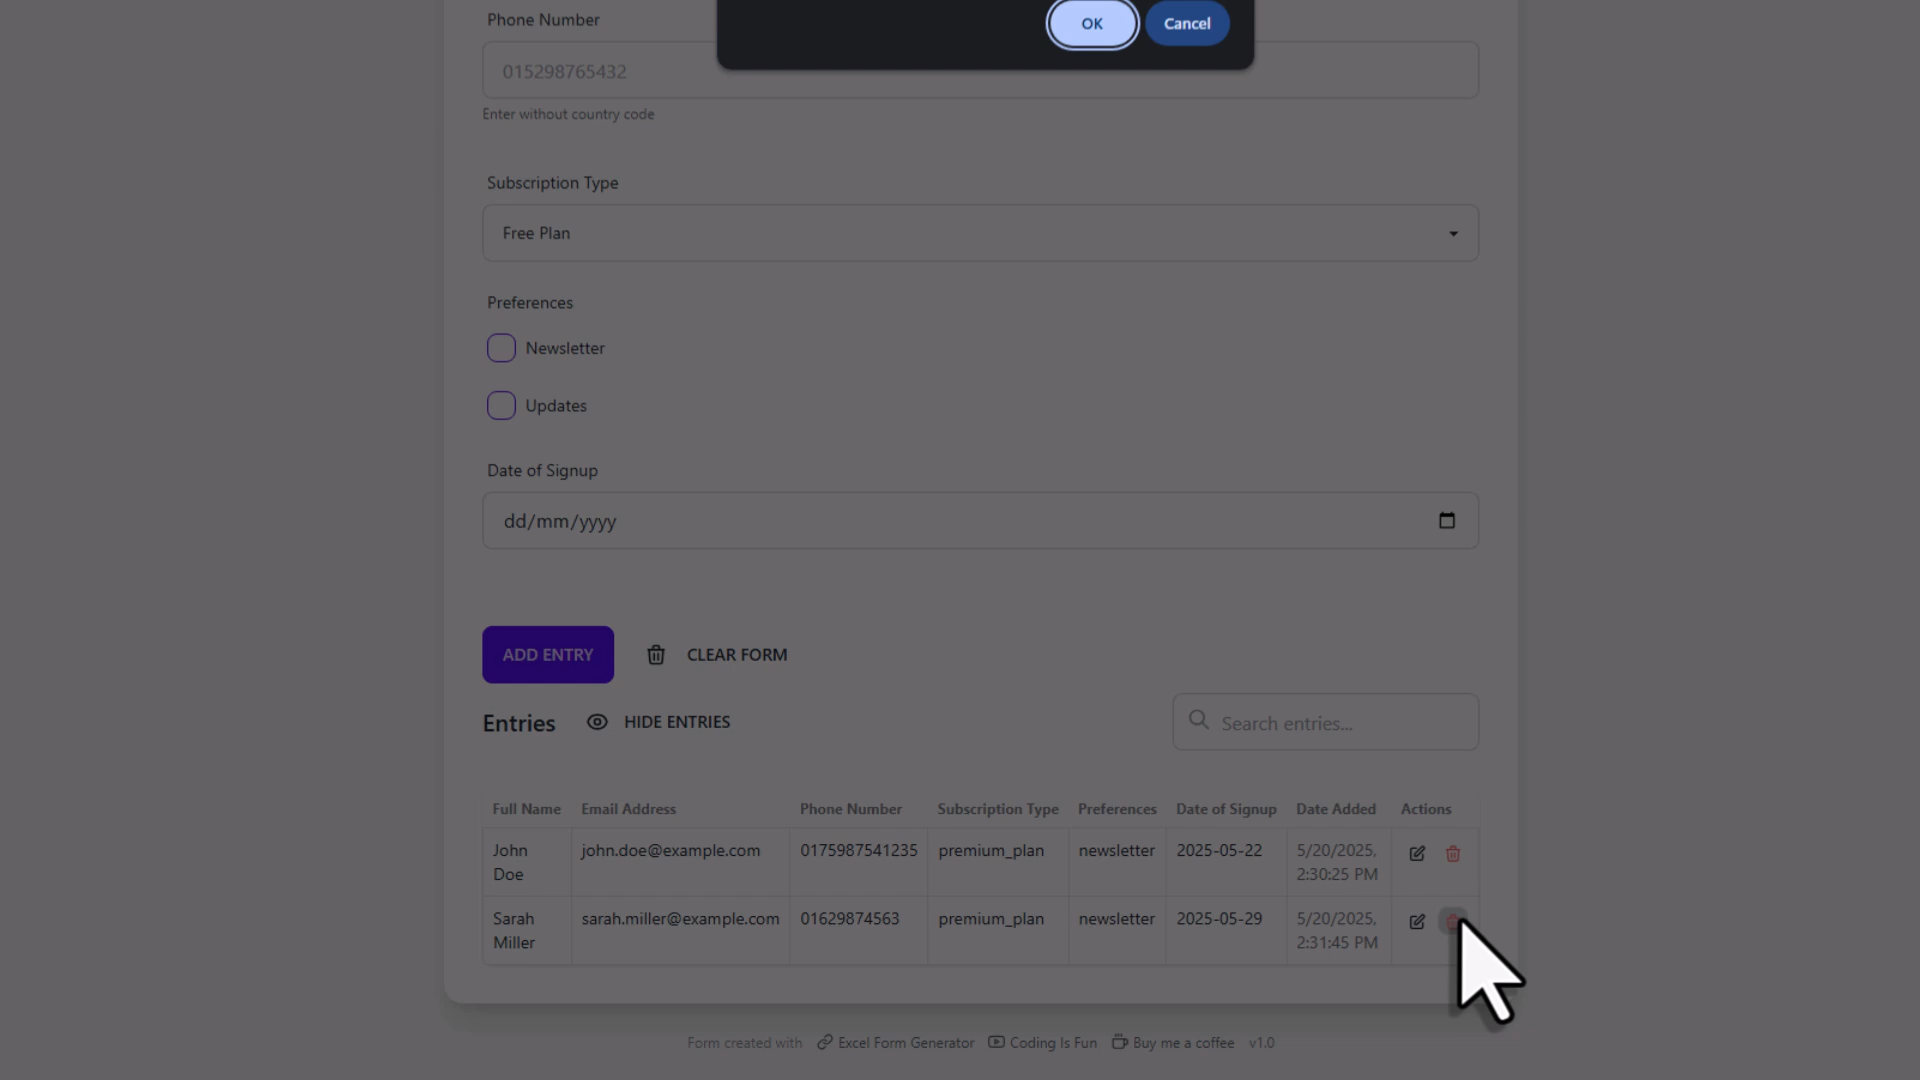 Phone Number
OK
Cancel
015298765432
Enter without country code
Subscription Type
Free Plan
Preferences
Newsletter
Updates
Date of Signup
dd/mm/yyyy
ADD ENTRY
CLEAR FORM
Entries
HIDE ENTRIES
Search entries...
Full Name Email Address Phone Number Subscription Type Preferences Date of Signup Date Added Actions
John Doe john.doe@example.com 0175987541235 premium_plan newsletter 2025-05-22 5/20/2025, 2:30:25 PM
Sarah Miller sarah.miller@example.com 01629874563 premium_plan newsletter 2025-05-29 5/20/2025, 2:31:45 PM
Form created with Excel Form Generator Coding Is Fun Buy me a coffee v1.0